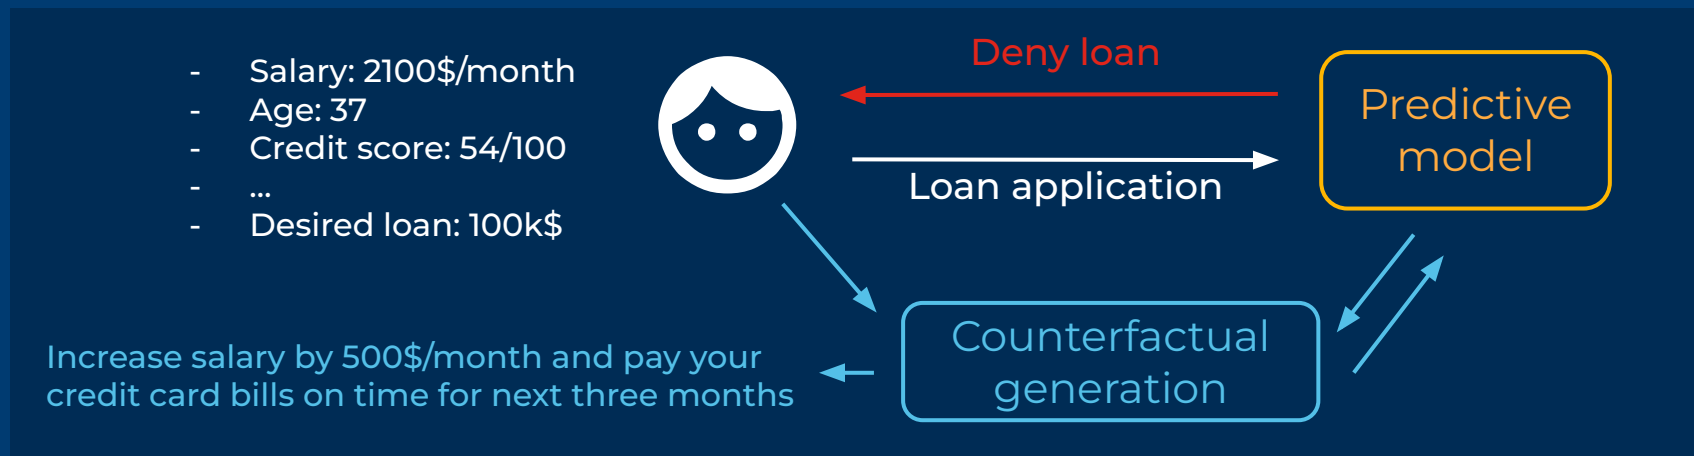 - Salary: 2100$/month
- Age: 37
- Credit score: 54/100
- ...
- Desired loan: 100k$
Deny loan
Loan application
Predictive
model
Counterfactual
generation
Increase salary by 500$/month and pay your
credit card bills on time for next three months